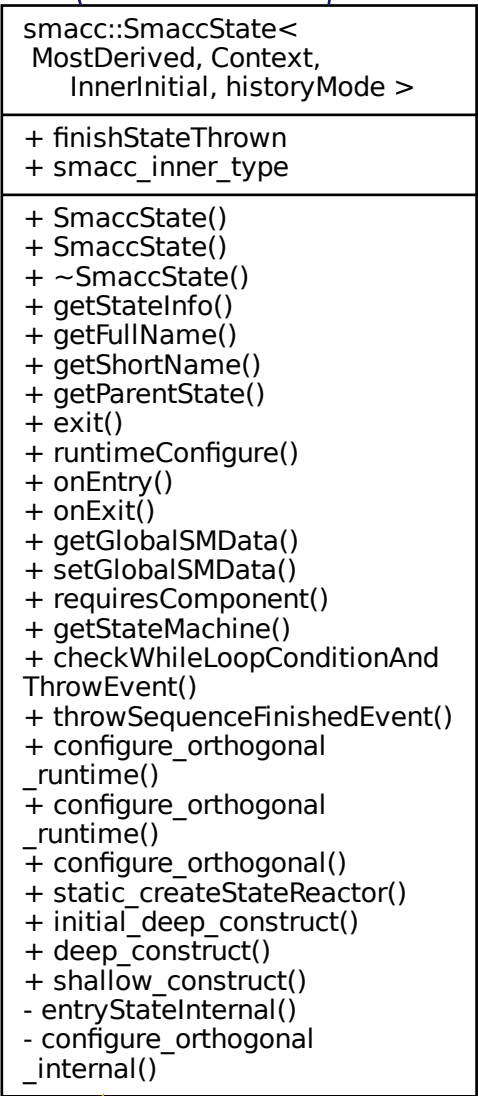 smacc::SmaccState<
MostDerived, Context,
InnerInitial, historyMode >
+ finishStateThrown
+ smacc_inner_type
+ SmaccState()
+ SmaccState()
+ ~SmaccState()
+ getStateInfo()
+ getFullName()
+ getShortName()
+ getParentState()
+ exit()
+ runtimeConfigure()
+ onEntry()
+ onExit()
+ getGlobalSMData()
+ setGlobalSMData()
+ requiresComponent()
+ getStateMachine()
+ checkWhileLoopConditionAnd
ThrowEvent()
+ throwSequenceFinishedEvent()
+ configure_orthogonal
_runtime()
+ configure_orthogonal
_runtime()
+ configure_orthogonal()
+ static_createStateReactor()
+ initial_deep_construct()
+ deep_construct()
+ shallow_construct()
- entryStateInternal()
- configure_orthogonal
_internal()